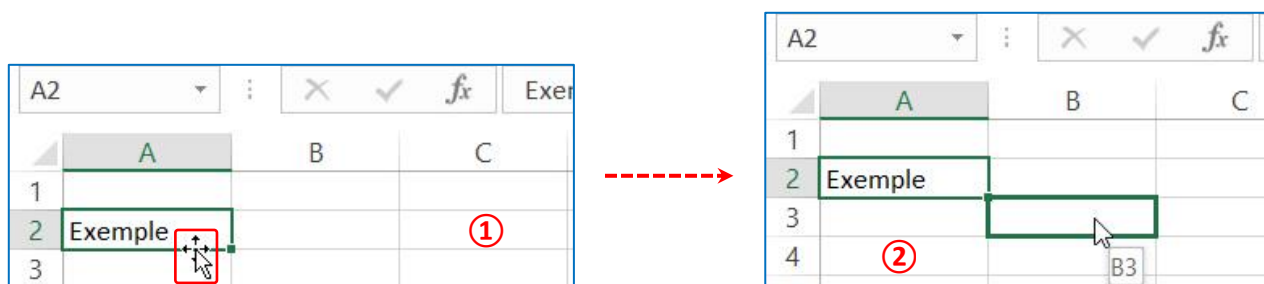 A2 fx Exer
A B C
1
2 Exemple ①
3
A2 fx
A B C
1
2 Exemple
3
4 ② B3